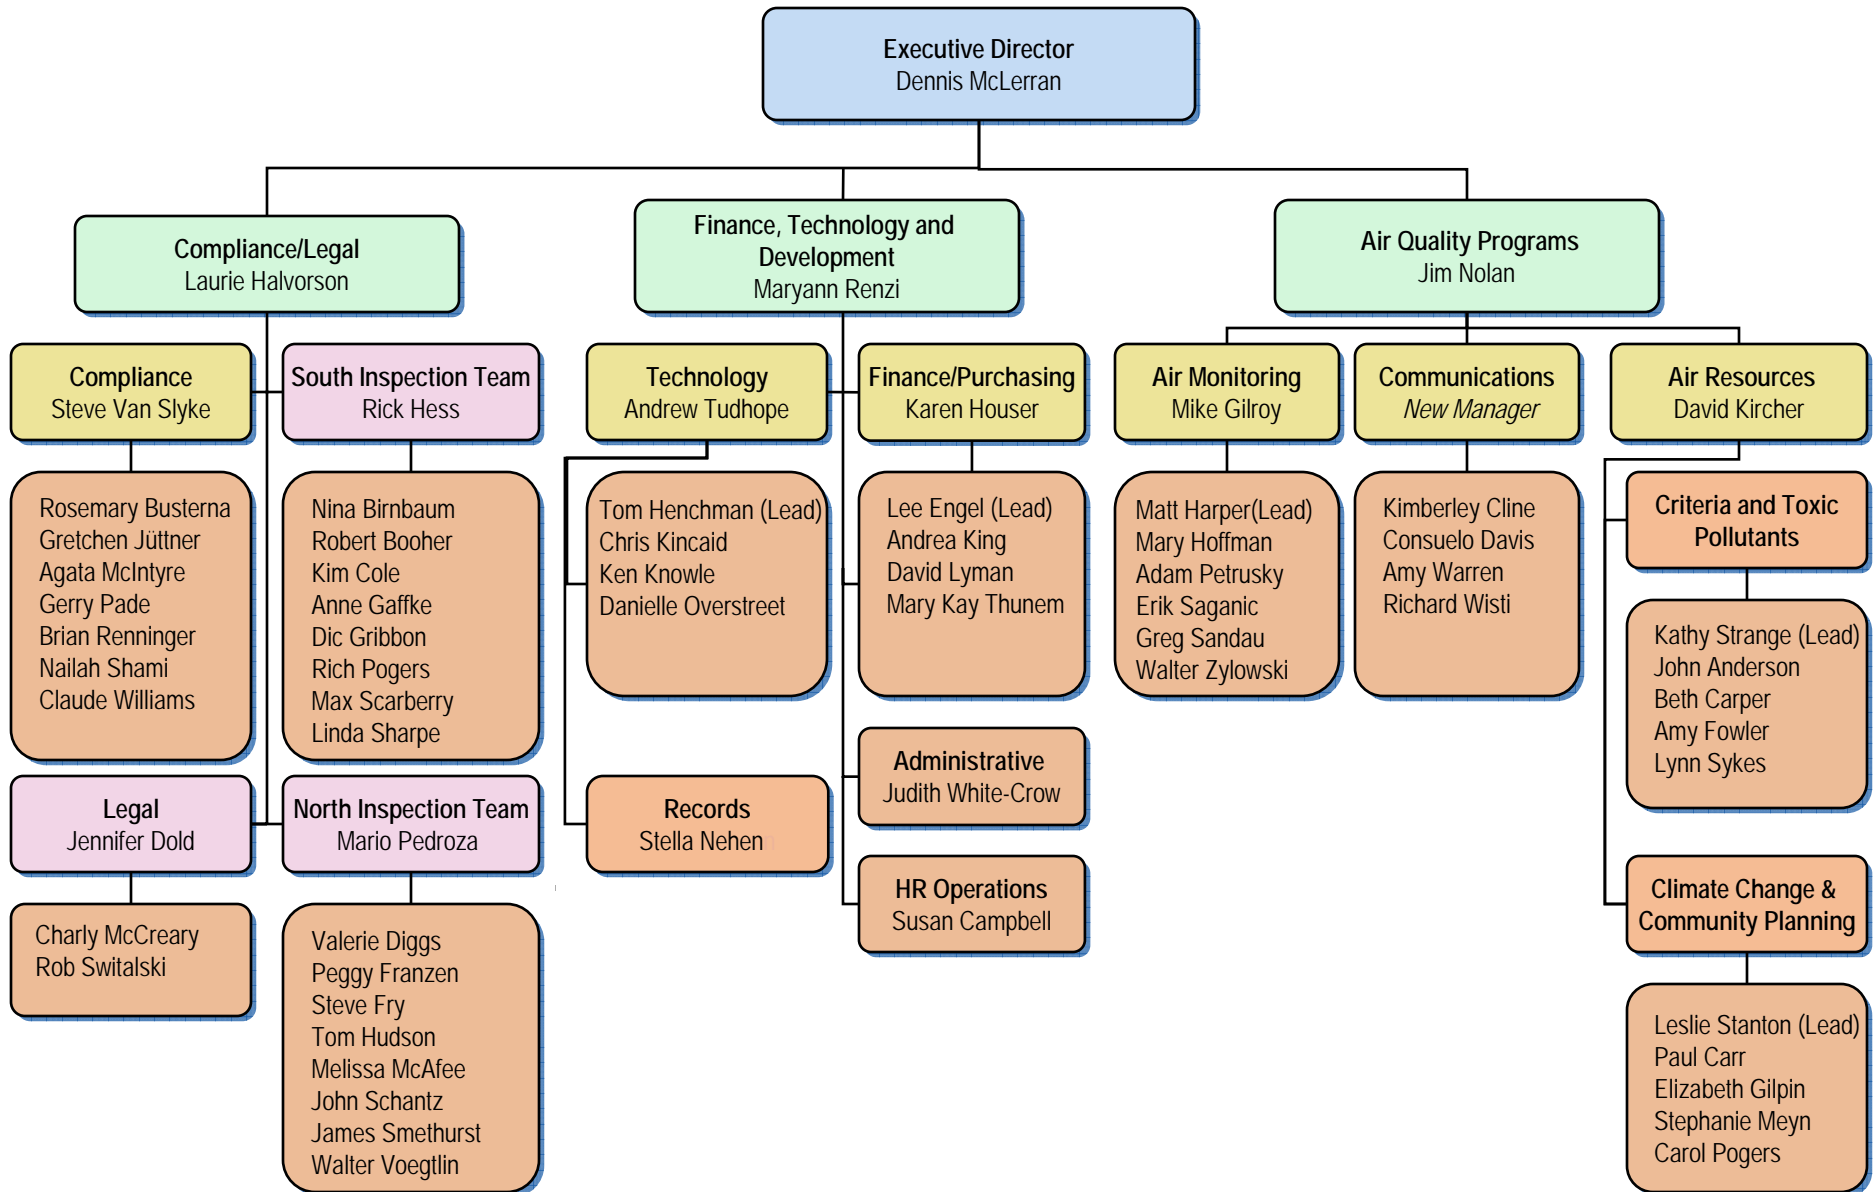 Executive Director
Dennis McLerran
Compliance/Legal
Laurie Halvorson
Finance, Technology and
Development
Maryann Renzi
Air Quality Programs
Jim Nolan
Compliance
Steve Van Slyke
South Inspection Team
Rick Hess
Technology
Andrew Tudhope
Finance/Purchasing
Karen Houser
Air Monitoring
Mike Gilroy
Communications
New Manager
Air Resources
David Kircher
Rosemary Busterna
Gretchen Jüttner
Agata McIntyre
Gerry Pade
Brian Renninger
Nailah Shami
Claude Williams
Nina Birnbaum
Robert Booher
Kim Cole
Anne Gaffke
Dic Gribbon
Rich Pogers
Max Scarberry
Linda Sharpe
Tom Henchman (Lead)
Chris Kincaid
Ken Knowle
Danielle Overstreet
Lee Engel (Lead)
Andrea King
David Lyman
Mary Kay Thunem
Matt Harper(Lead)
Mary Hoffman
Adam Petrusky
Erik Saganic
Greg Sandau
Walter Zylowski
Kimberley Cline
Consuelo Davis
Amy Warren
Richard Wisti
Criteria and Toxic
Pollutants
Kathy Strange (Lead)
John Anderson
Beth Carper
Amy Fowler
Lynn Sykes
Legal
Jennifer Dold
North Inspection Team
Mario Pedroza
Records
Stella Nehen
Administrative
Judith White-Crow
HR Operations
Susan Campbell
Climate Change &
Community Planning
Charly McCreary
Rob Switalski
Valerie Diggs
Peggy Franzen
Steve Fry
Tom Hudson
Melissa McAfee
John Schantz
James Smethurst
Walter Voegtlin
Leslie Stanton (Lead)
Paul Carr
Elizabeth Gilpin
Stephanie Meyn
Carol Pogers